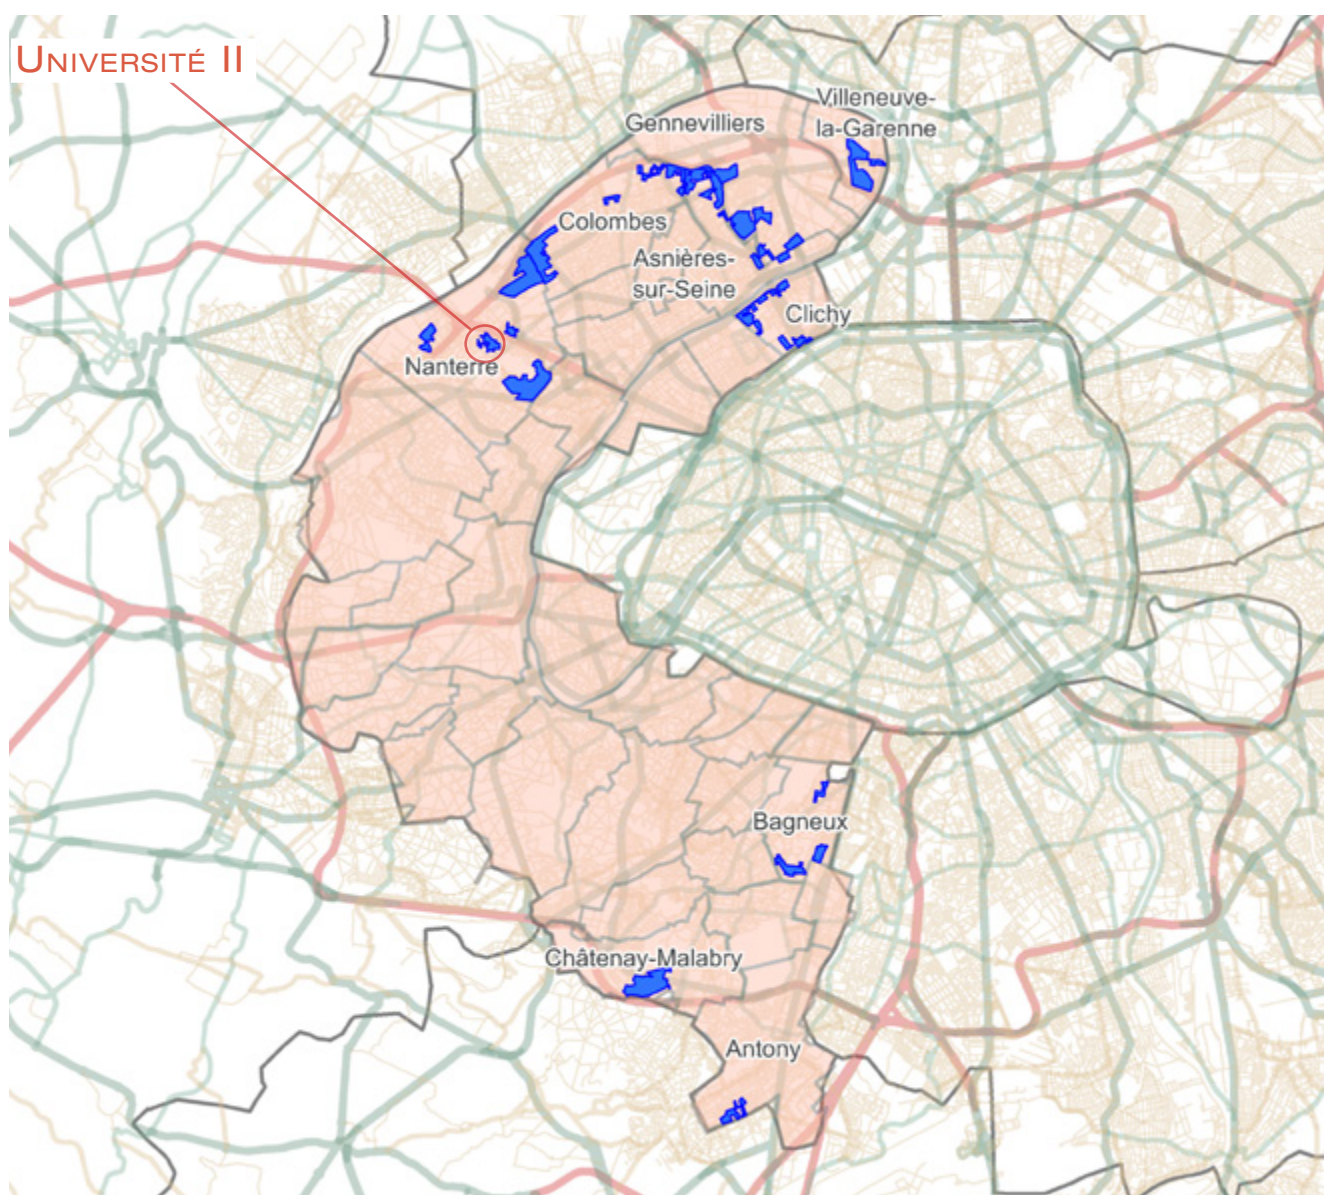 UNIVERSITÉ II
Villeneuve-
la-Garenne
Gennevilliers
Colombes
Asnières-
sur-Seine
Clichy
Nanterre
Bagneux
Châtenay-Malabry
Antony